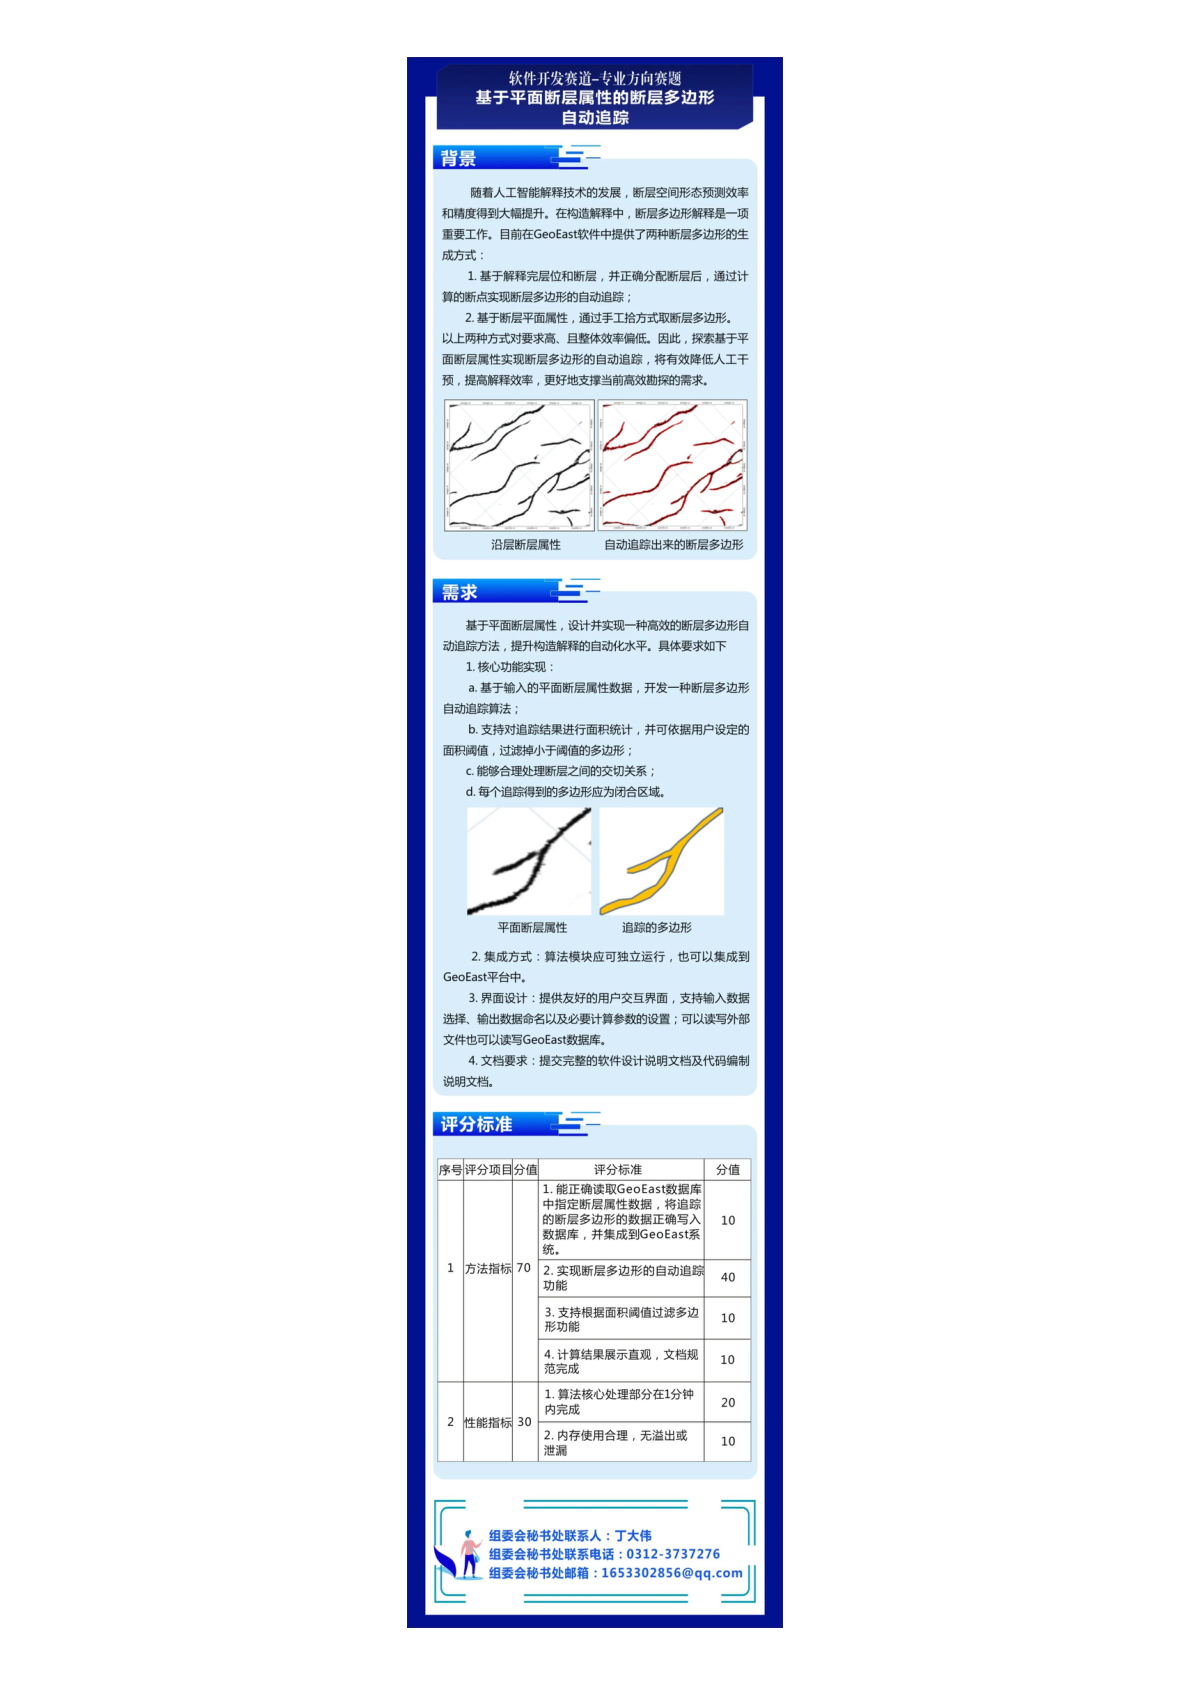 软件开发赛道–专业方向赛题
基于平面断层属性的断层多边形
自动追踪
背景
随着人工智能解释技术的发展，断层空间形态预测效率
和精度得到大幅提升。在构造解释中，断层多边形解释是一项
重要工作。目前在GeoEast软件中提供了两种断层多边形的生
成方式：
1. 基于解释完层位和断层，并正确分配断层后，通过计
算的断点实现断层多边形的自动追踪；
2. 基于断层平面属性，通过手工拾方式取断层多边形。
以上两种方式对要求高、且整体效率偏低。因此，探索基于平
面断层属性实现断层多边形的自动追踪，将有效降低人工干
预，提高解释效率，更好地支撑当前高效勘探的需求。
沿层断层属性 自动追踪出来的断层多边形
需求
基于平面断层属性，设计并实现一种高效的断层多边形自
动追踪方法，提升构造解释的自动化水平。具体要求如下
1. 核心功能实现：
a. 基于输入的平面断层属性数据，开发一种断层多边形
自动追踪算法；
b. 支持对追踪结果进行面积统计，并可依据用户设定的
面积阈值，过滤掉小于阈值的多边形；
c. 能够合理处理断层之间的交切关系；
d. 每个追踪得到的多边形应为闭合区域。
平面断层属性 追踪的多边形
2. 集成方式：算法模块应可独立运行，也可以集成到
GeoEast平台中。
3. 界面设计：提供友好的用户交互界面，支持输入数据
选择、输出数据命名以及必要计算参数的设置；可以读写外部
文件也可以读写GeoEast数据库。
4. 文档要求：提交完整的软件设计说明文档及代码编制
说明文档。
评分标准
序号 评分项目 分值 评分标准 分值
1 方法指标 70
1. 能正确读取GeoEast数据库
中指定断层属性数据，将追踪
的断层多边形的数据正确写入
数据库，并集成到GeoEast系
统。
10
2. 实现断层多边形的自动追踪
功能
40
3. 支持根据面积阈值过滤多边
形功能
10
4. 计算结果展示直观，文档规
范完成
10
2 性能指标 30
1. 算法核心处理部分在1分钟
内完成
20
2. 内存使用合理，无溢出或
泄漏
10
组委会秘书处联系人：丁大伟
组委会秘书处联系电话：0312-3737276
组委会秘书处邮箱：1653302856@qq.com